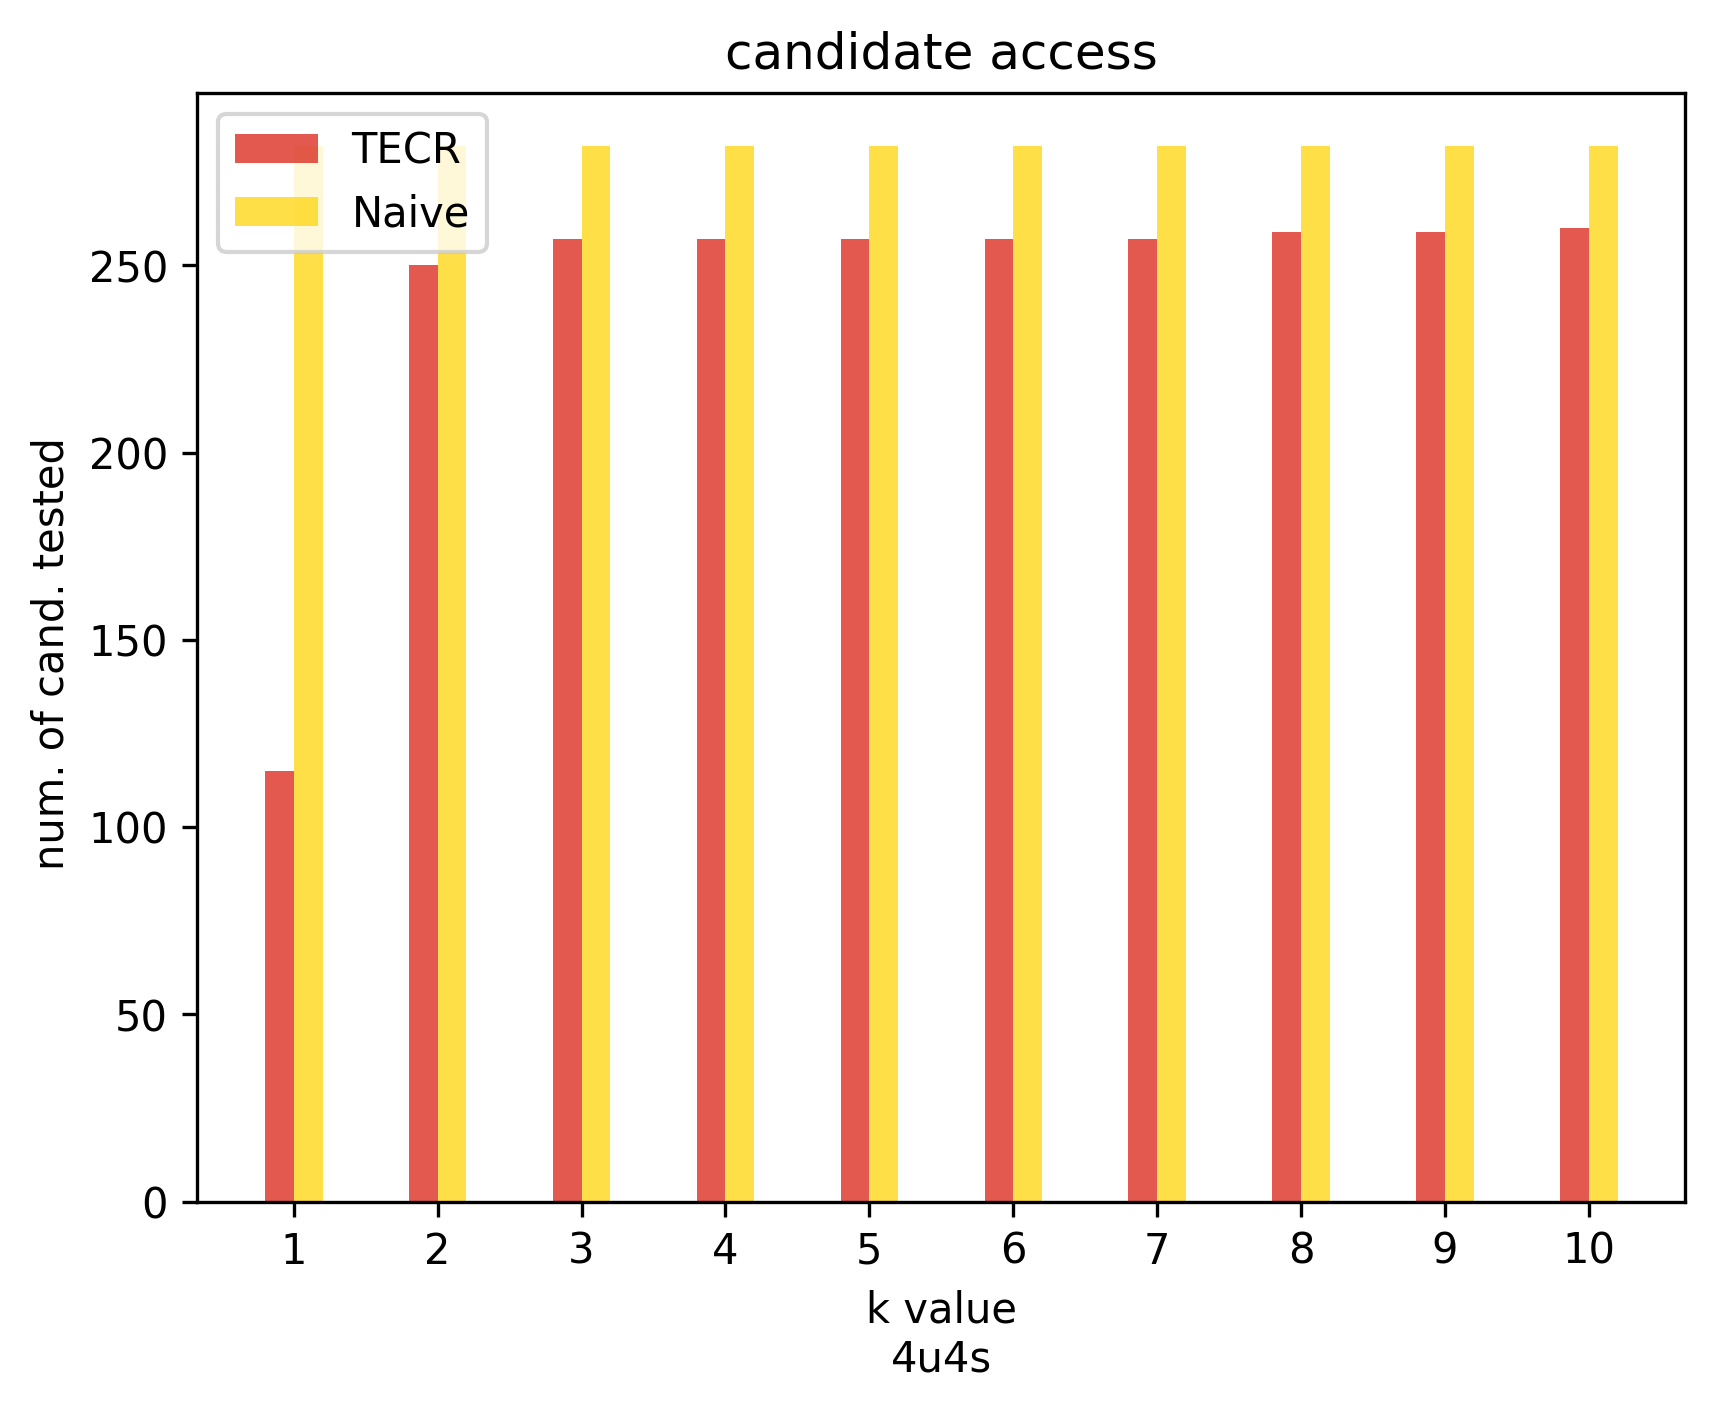 candidate access
TECR
Naive
num. of cand. tested
250
200
150
100
50
0
1 2 3 4 5 6 7 8 9 10
k value
4u4s